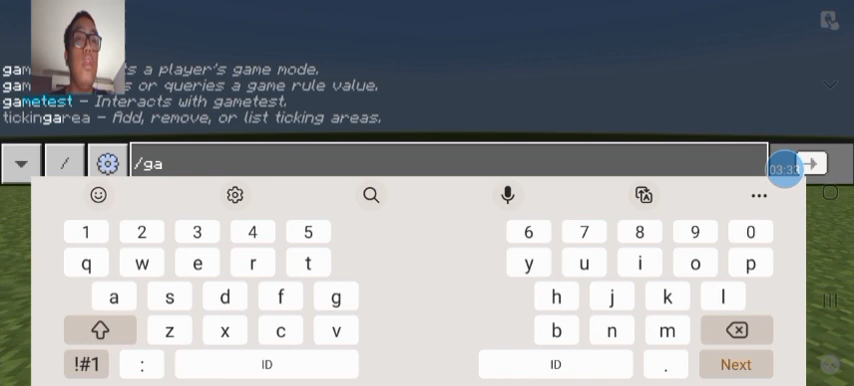 gam ts a player's game mode.
gam s or queries a game rule value.
gametest - Interacts with gametest.
tickingarea - Add, remove, or list ticking areas.
/ /ga 03:33
1 2 3 4 5 6 7 8 9 0
q w e r t y u i o p
a s d f g h j k l
z x c v b n m
!#1 : ID ID . Next